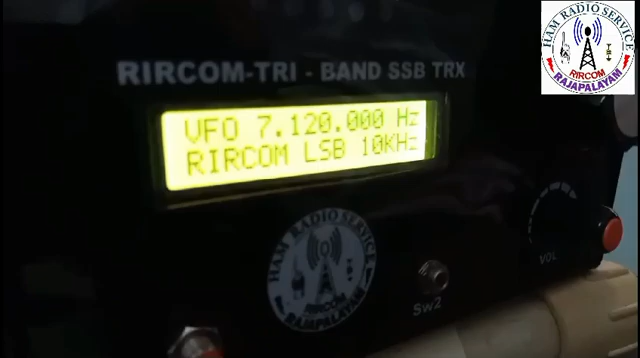 RIRCOM-TRI - BAND SSB TRX
VFO 7.120.000 Hz
RIRCOM LSB 10KHz
HAM RADIO SERVICE
RIRCOM
RAJAPALAYAM
Sw2
VOL
HAM RADIO SERVICE
RIRCOM
RAJAPALAYAM